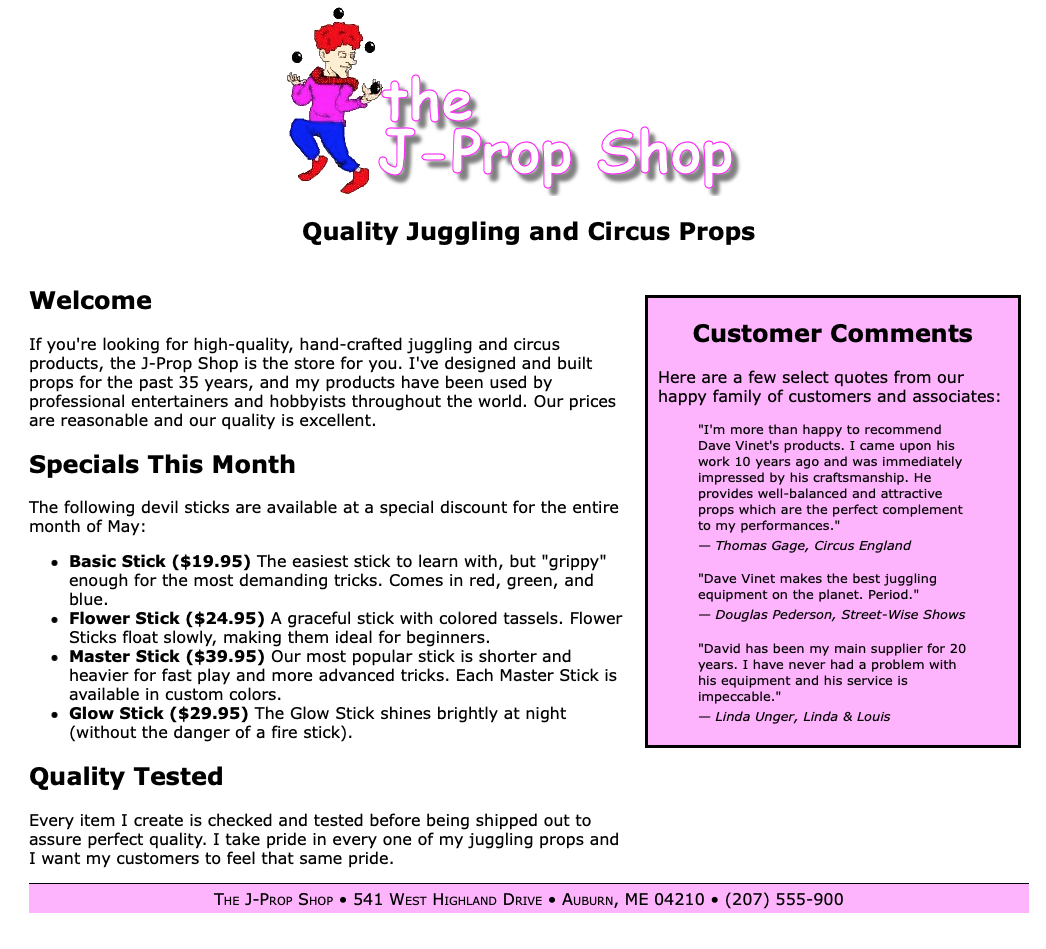 the
J-Prop Shop
Quality Juggling and Circus Props
Welcome
If you're looking for high-quality, hand-crafted juggling and circus
products, the J-Prop Shop is the store for you. I've designed and built
props for the past 35 years, and my products have been used by
professional entertainers and hobbyists throughout the world. Our prices
are reasonable and our quality is excellent.
Specials This Month
The following devil sticks are available at a special discount for the entire
month of May:
• Basic Stick ($19.95) The easiest stick to learn with, but "grippy"
enough for the most demanding tricks. Comes in red, green, and
blue.
• Flower Stick ($24.95) A graceful stick with colored tassels. Flower
Sticks float slowly, making them ideal for beginners.
• Master Stick ($39.95) Our most popular stick is shorter and
heavier for fast play and more advanced tricks. Each Master Stick is
available in custom colors.
• Glow Stick ($29.95) The Glow Stick shines brightly at night
(without the danger of a fire stick).
Quality Tested
Every item I create is checked and tested before being shipped out to
assure perfect quality. I take pride in every one of my juggling props and
I want my customers to feel that same pride.
Customer Comments
Here are a few select quotes from our
happy family of customers and associates:
"I'm more than happy to recommend
Dave Vinet's products. I came upon his
work 10 years ago and was immediately
impressed by his craftsmanship. He
provides well-balanced and attractive
props which are the perfect complement
to my performances."
— Thomas Gage, Circus England
"Dave Vinet makes the best juggling
equipment on the planet. Period."
— Douglas Pederson, Street-Wise Shows
"David has been my main supplier for 20
years. I have never had a problem with
his equipment and his service is
impeccable."
— Linda Unger, Linda & Louis
The J-Prop Shop • 541 West Highland Drive • Auburn, ME 04210 • (207) 555-900